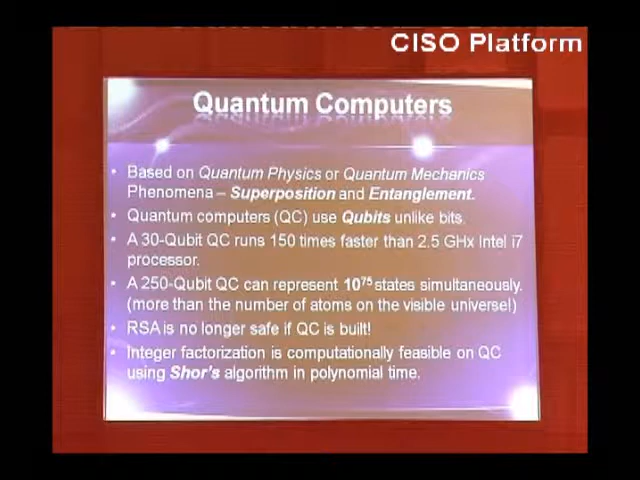 CISO Platform
Quantum Computers
• Based on Quantum Physics or Quantum Mechanics
Phenomena – Superposition and Entanglement.
• Quantum computers (QC) use Qubits unlike bits.
• A 30-Qubit QC runs 150 times faster than 2.5 GHx Intel i7
processor.
• A 250-Qubit QC can represent 10⁷⁵ states simultaneously.
(more than the number of atoms on the visible universe!)
• RSA is no longer safe if QC is built!
• Integer factorization is computationally feasible on QC
using Shor's algorithm in polynomial time.